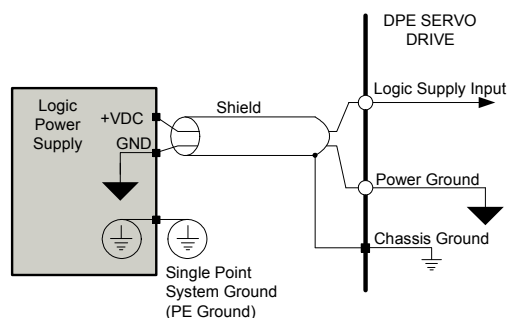 DPE SERVO
DRIVE
Logic Supply Input
Logic
Power
Supply
+VDC
GND
Shield
Power Ground
Chassis Ground
Single Point
System Ground
(PE Ground)